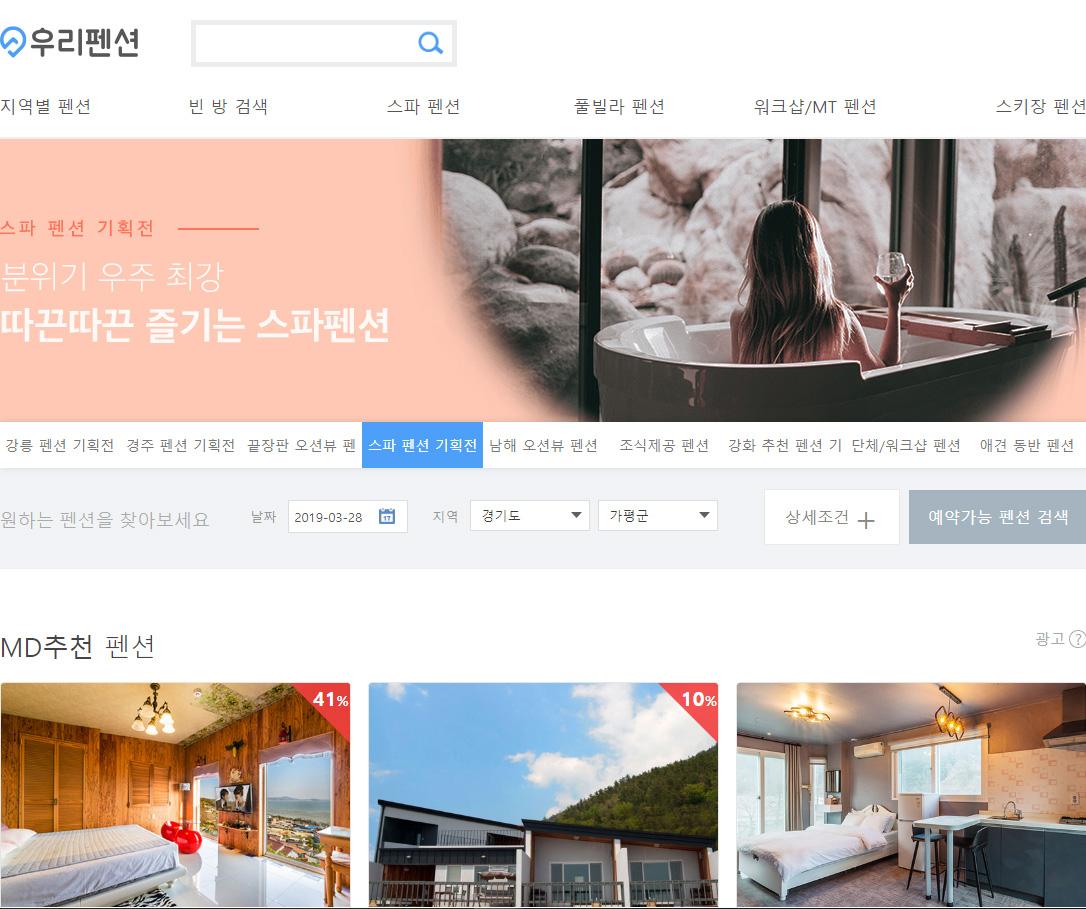 우리펜션
지역별 펜션 빈 방 검색 스파 펜션 풀빌라 펜션 워크샵/MT 펜션 스키장 펜션
스파 펜션 기획전
분위기 우주 최강
따끈따끈 즐기는 스파펜션
강릉 펜션 기획전 경주 펜션 기획전 끝장판 오션뷰 펜 스파 펜션 기획전 남해 오션뷰 펜션 조식제공 펜션 강화 추천 펜션 기 단체/워크샵 펜션 애견 동반 펜션
원하는 펜션을 찾아보세요 날짜 2019-03-28 17 지역 경기도 가평군 상세조건 예약가능 펜션 검색
MD추천 펜션 광고 ?
41% 10%